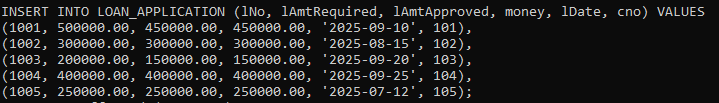 INSERT INTO LOAN_APPLICATION (lNo, lAmtRequired, lAmtApproved, money, lDate, cno) VALUES
(1001, 500000.00, 450000.00, 450000.00, '2025-09-10', 101),
(1002, 300000.00, 300000.00, 300000.00, '2025-08-15', 102),
(1003, 200000.00, 150000.00, 150000.00, '2025-09-20', 103),
(1004, 400000.00, 400000.00, 400000.00, '2025-09-25', 104),
(1005, 250000.00, 250000.00, 250000.00, '2025-07-12', 105);